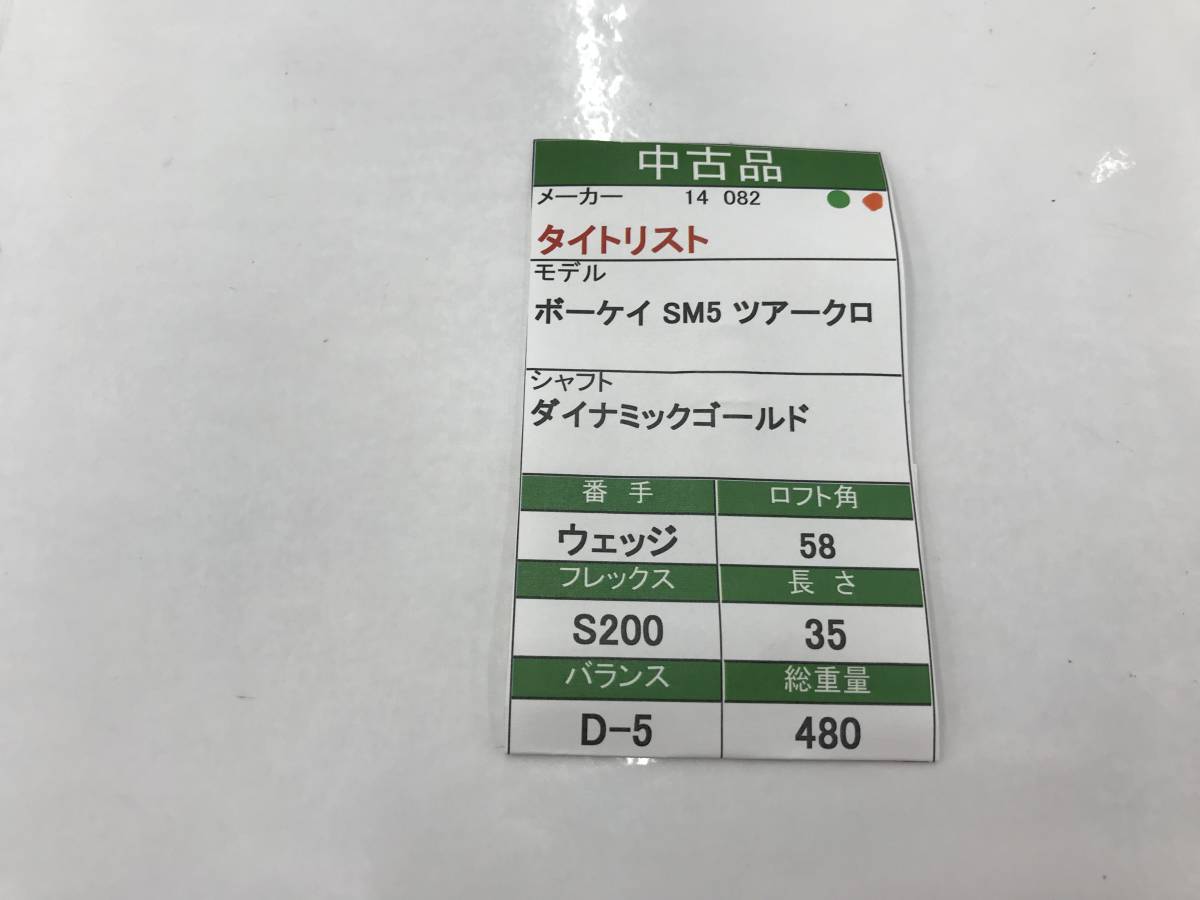 中古品
メーカー 14 082
タイトリスト
モデル
ボーケイ SM5 ツアークロ
シャフト
ダイナミックゴールド
番 手 ロフト角
ウェッジ 58
フレックス 長 さ
S200 35
バランス 総重量
D-5 480